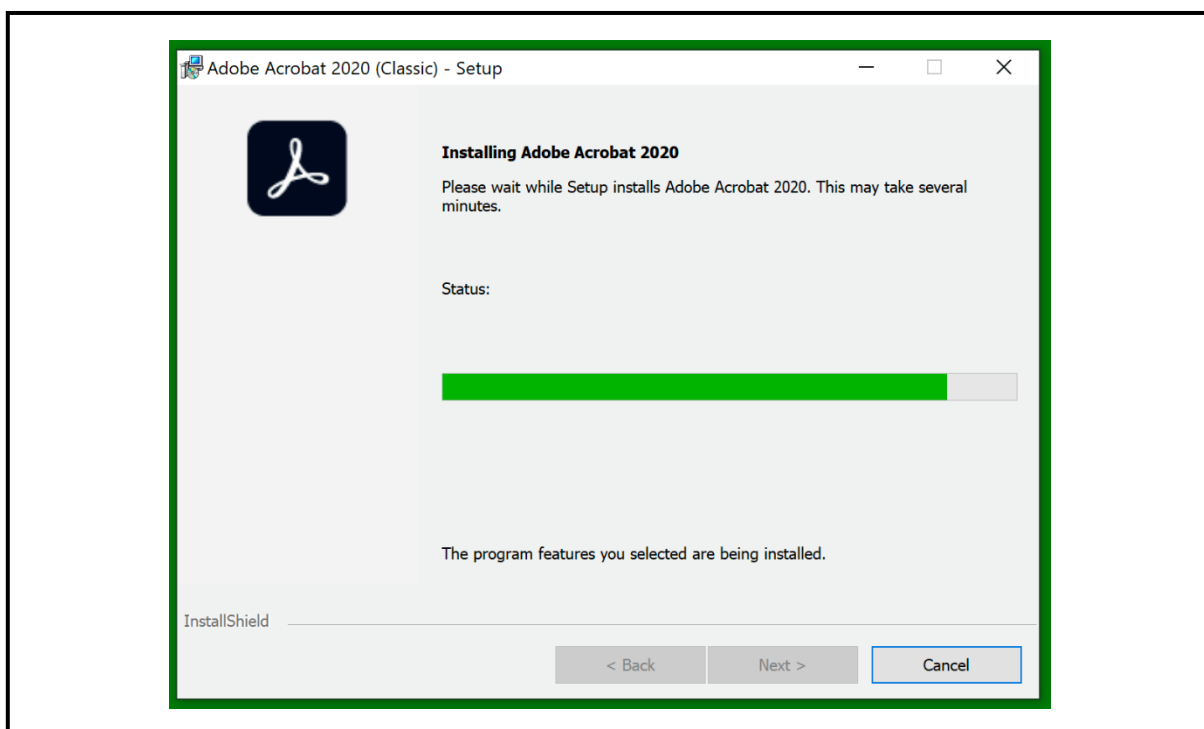 Adobe Acrobat 2020 (Classic) - Setup
Installing Adobe Acrobat 2020
Please wait while Setup installs Adobe Acrobat 2020. This may take several
minutes.
Status:
The program features you selected are being installed.
InstallShield
< Back Next > Cancel